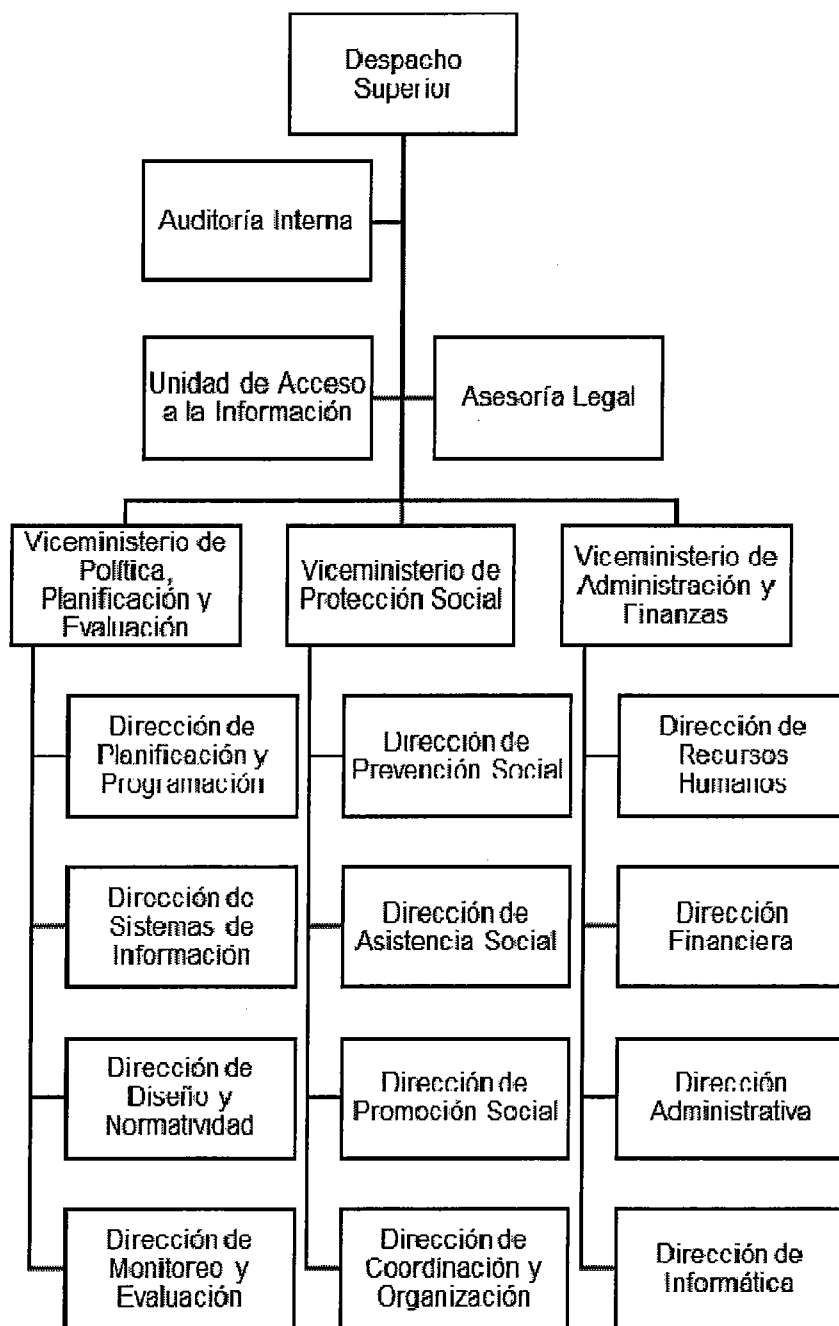 Despacho
Superior
Auditoría Interna
Unidad de Acceso
a la Información
Asesoría Legal
Viceministerio de
Política,
Planificación y
Evaluación
Viceministerio de
Protección Social
Viceministerio de
Administración y
Finanzas
Dirección de
Planificación y
Programación
Dirección de
Prevención Social
Dirección de
Recursos
Humanos
Dirección de
Sistemas de
Información
Dirección de
Asistencia Social
Dirección
Financiera
Dirección de
Diseño y
Normatividad
Dirección de
Promoción Social
Dirección
Administrativa
Dirección de
Monitoreo y
Evaluación
Dirección de
Coordinación y
Organización
Dirección de
Informática